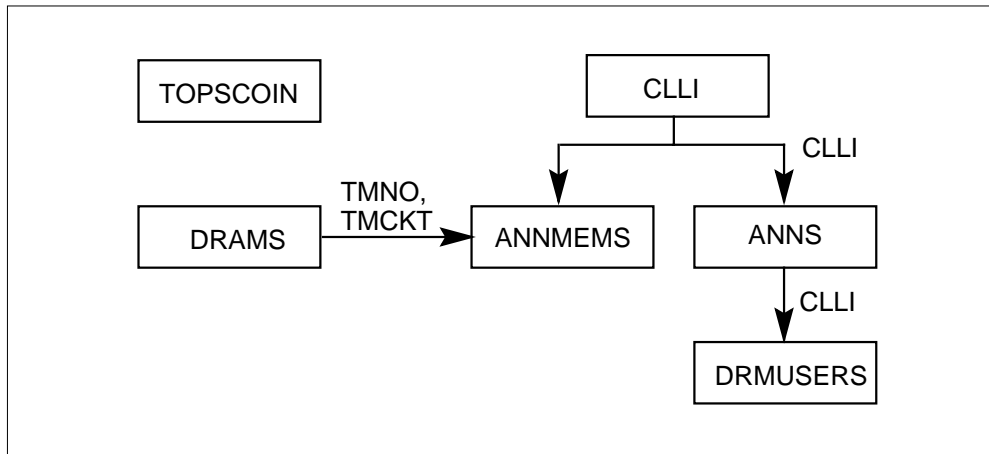 TOPSCOIN
CLLI
CLLI
TMNO,
TMCKT
DRAMS
ANNMEMS
ANNS
CLLI
DRMUSERS